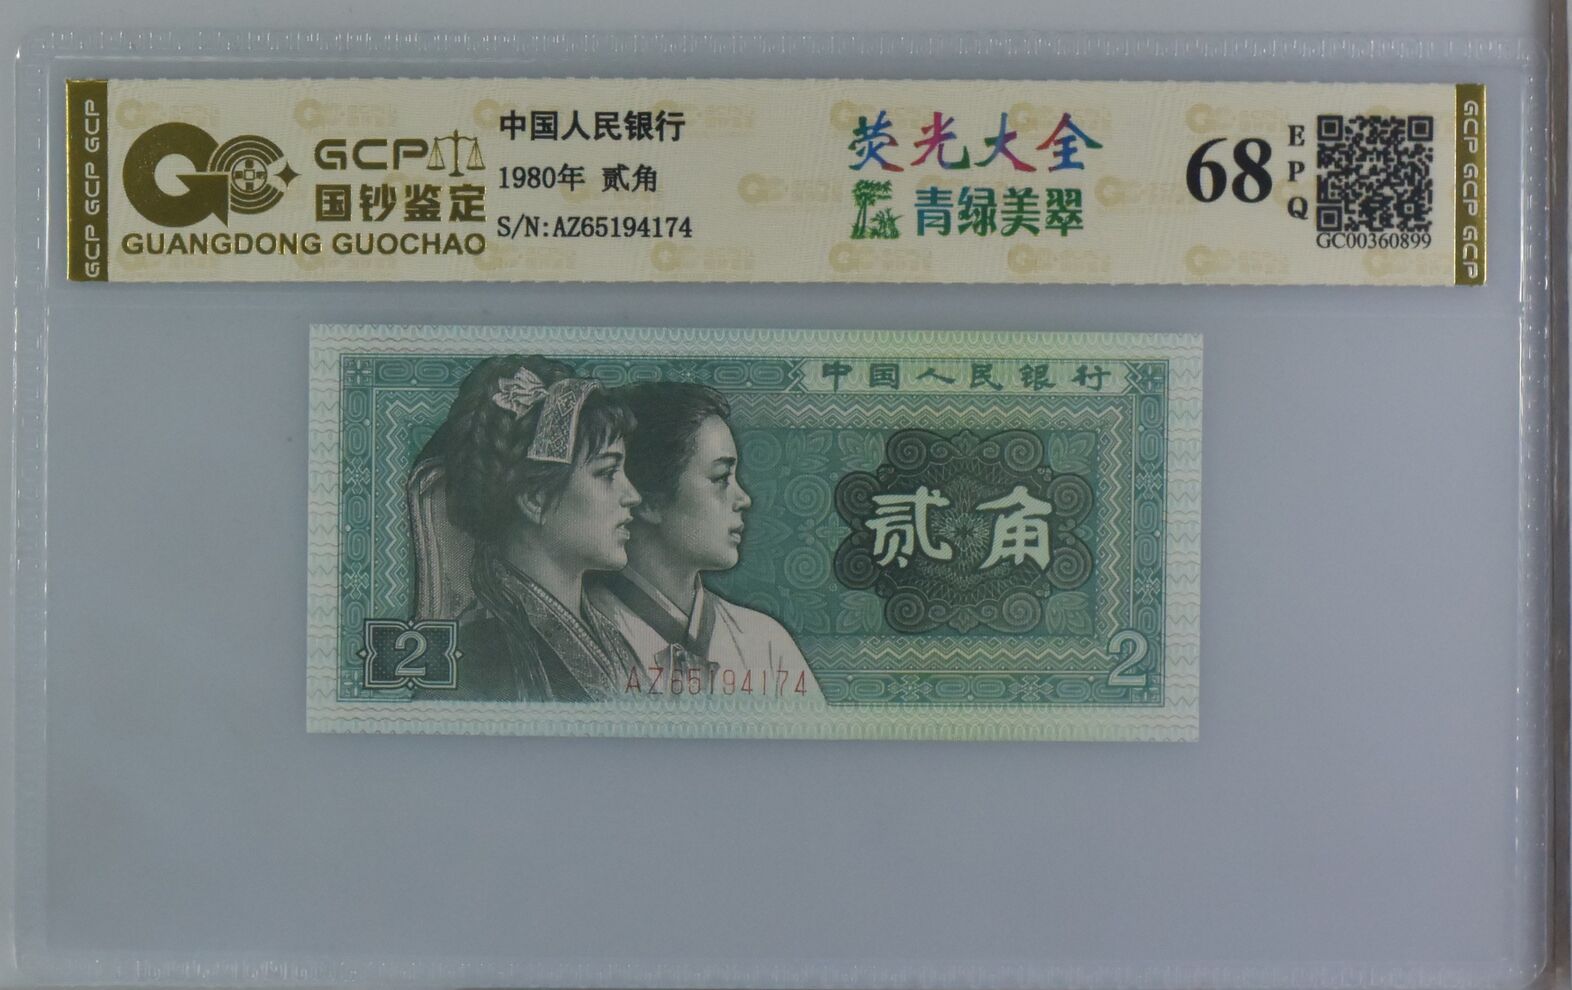 GCP GCP GCP
GCP
国钞鉴定
GUANGDONG GUOCHAO
中国人民银行
1980年 贰角
S/N:AZ65194174
荧光大全
青绿美翠
68
EPQ
GC00360899
GCP GCP GCP
中国人民银行
贰角
2
AZ65194174
2